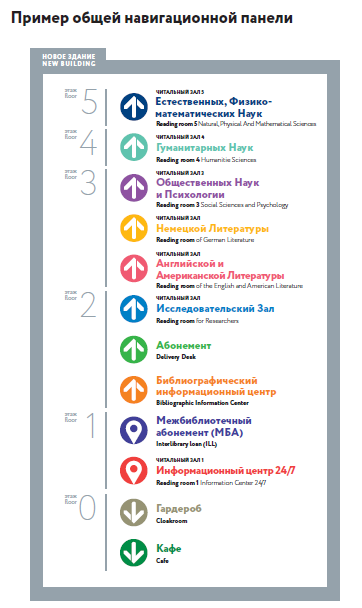 Пример общей навигационной панели
НОВОЕ ЗДАНИЕ
NEW BUILDING
этаж
floor
5
ЧИТАЛЬНЫЙ ЗАЛ 5
Естественных, Физико-
математических Наук
Reading room 5 Natural, Physical And Mathematical Sciences
этаж
floor
4
ЧИТАЛЬНЫЙ ЗАЛ 4
Гуманитарных Наук
Reading room 4 Humanitie Sciences
этаж
floor
3
ЧИТАЛЬНЫЙ ЗАЛ 3
Общественных Наук
и Психологии
Reading room 3 Social Sciences and Psychology
ЧИТАЛЬНЫЙ ЗАЛ
Немецкой Литературы
Reading room of German Literature
ЧИТАЛЬНЫЙ ЗАЛ
Английской и
Американской Литературы
Reading room of the English and American Literature
этаж
floor
2
ЧИТАЛЬНЫЙ ЗАЛ
Исследовательский Зал
Reading room for Researchers
Абонемент
Delivery Desk
Библиографический
информационный центр
Bibliographic Information Center
этаж
floor
1
Межбиблиотечный
абонемент (МБА)
Interlibrary loan (ILL)
ЧИТАЛЬНЫЙ ЗАЛ 1
Информационный центр 24/7
Reading room 1 Information Center 24/7
этаж
floor
0
Гардероб
Cloakroom
Кафе
Cafe